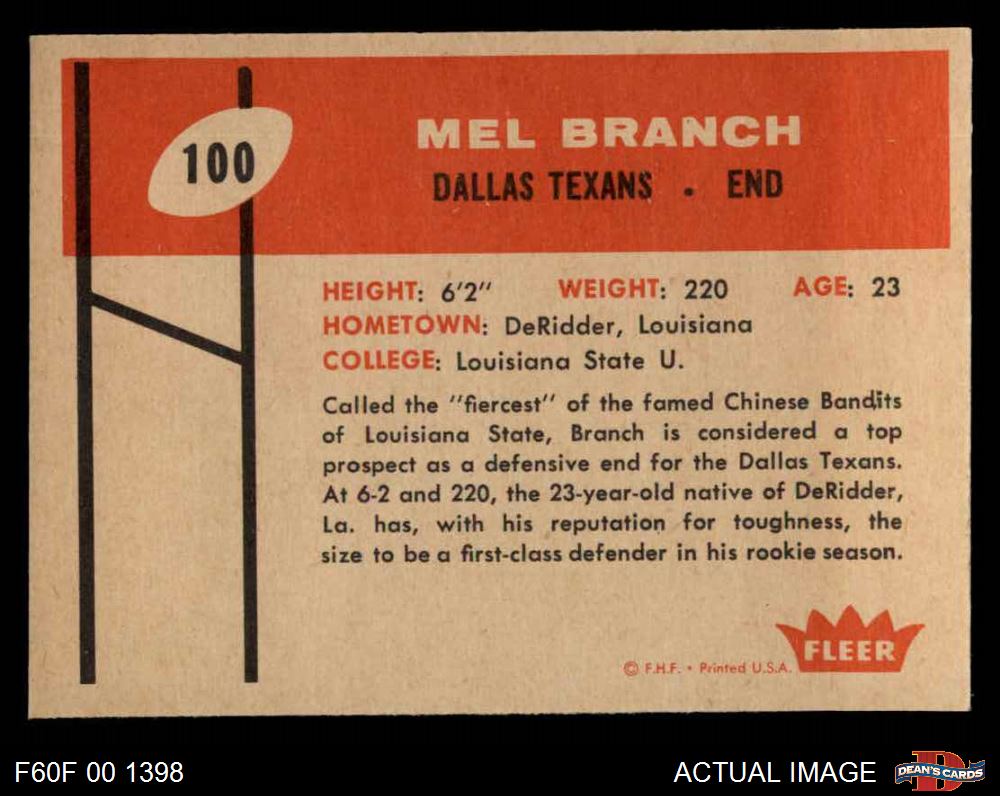 100
MEL BRANCH
DALLAS TEXANS . END
HEIGHT: 6'2" WEIGHT: 220 AGE: 23
HOMETOWN: DeRidder, Louisiana
COLLEGE: Louisiana State U.
Called the "fiercest" of the famed Chinese Bandits
of Louisiana State, Branch is considered a top
prospect as a defensive end for the Dallas Texans.
At 6-2 and 220, the 23-year-old native of DeRidder,
La. has, with his reputation for toughness, the
size to be a first-class defender in his rookie season.
FLEER
© F.H.F. • Printed U.S.A.
F60F 00 1398
ACTUAL IMAGE
D
DEAN'S CARDS